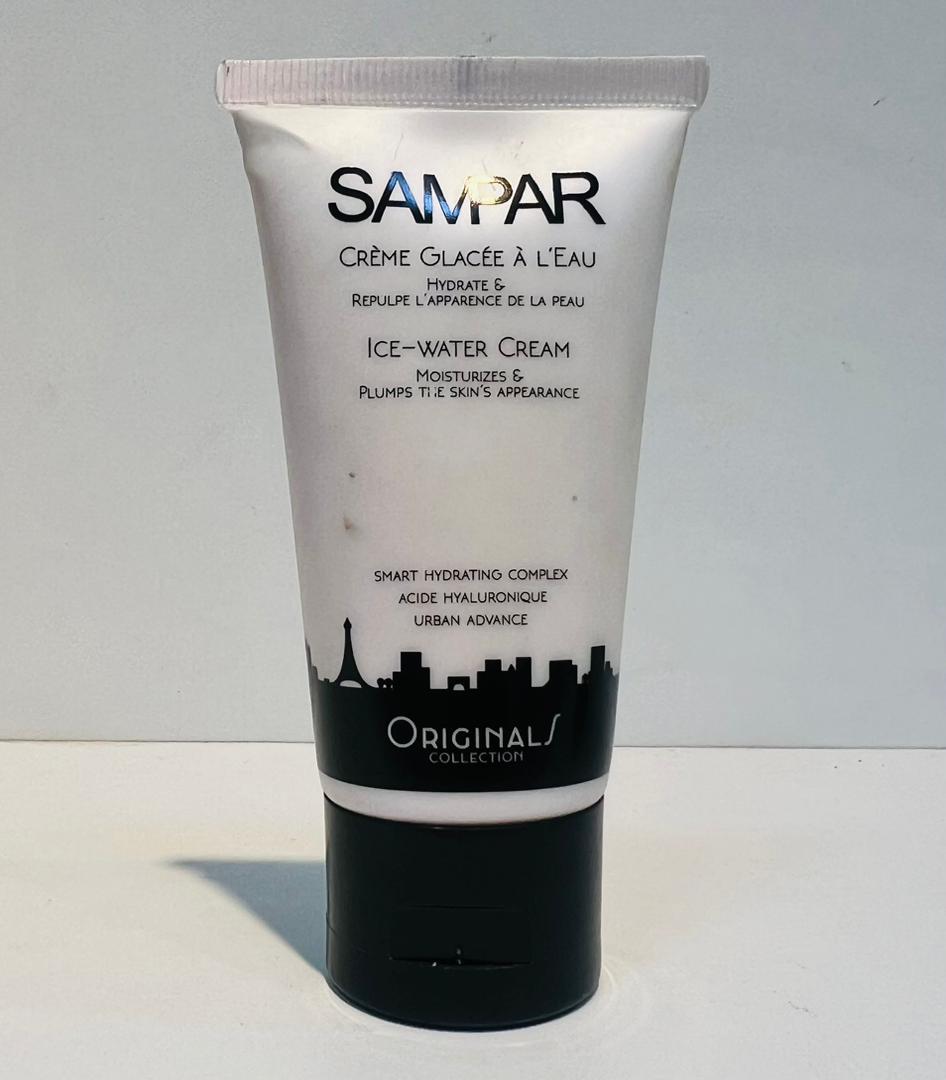 SAMPAR
CRÈME GLACÉE À L'EAU
HYDRATE &
REPULPE L'APPARENCE DE LA PEAU
ICE-WATER CREAM
MOISTURIZES &
PLUMPS THE SKIN'S APPEARANCE
SMART HYDRATING COMPLEX
ACIDE HYALURONIQUE
URBAN ADVANCE
ORIGINALS
COLLECTION